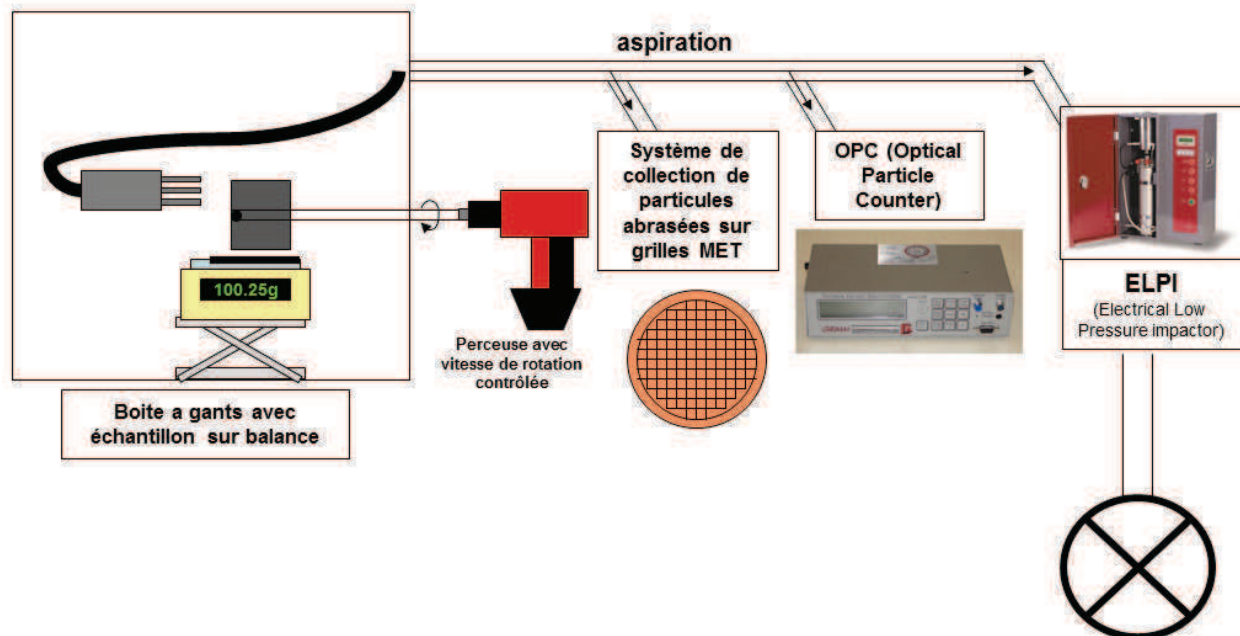 aspiration
Système de
collection de
particules
abrasées sur
grilles MET
OPC (Optical
Particle
Counter)
100.25g
Perceuse avec
vitesse de rotation
contrôlée
ELPI
(Electrical Low
Pressure impactor)
Boite a gants avec
échantillon sur balance